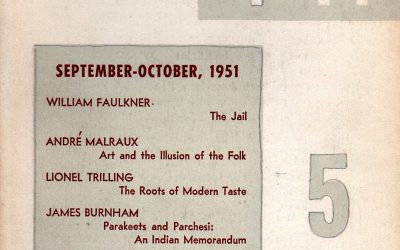 SEPTEMBER-OCTOBER, 1951
WILLIAM FAULKNER
The Jail
ANDRÉ MALRAUX
Art and the Illusion of the Folk
LIONEL TRILLING
The Roots of Modern Taste
5
JAMES BURNHAM
Parakeets and Parchesi:
An Indian Memorandum